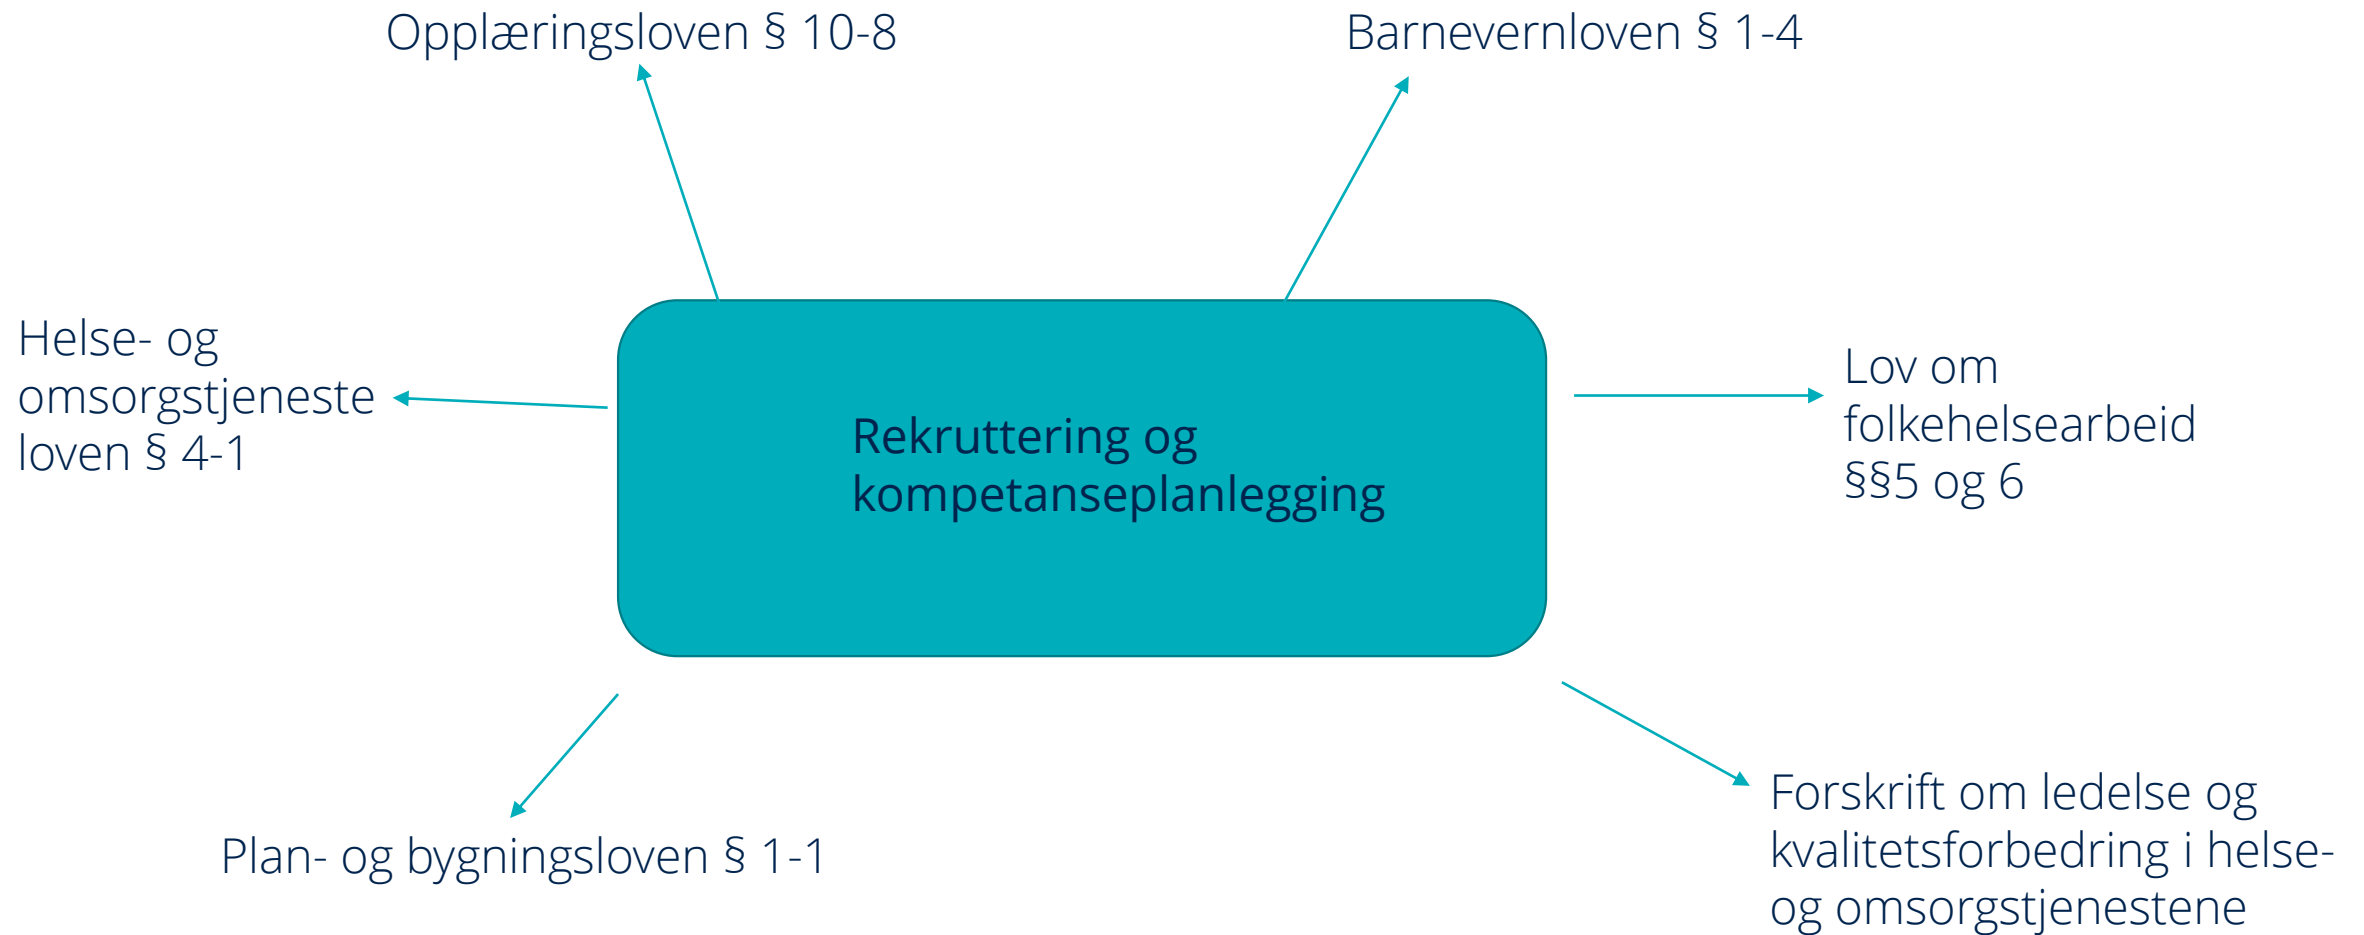 Opplæringsloven § 10-8
Barnevernloven § 1-4
Helse- og
omsorgstjeneste
loven § 4-1
Rekruttering og
kompetanseplanlegging
Lov om
folkehelsearbeid
§§5 og 6
Plan- og bygningsloven § 1-1
Forskrift om ledelse og
kvalitetsforbedring i helse-
og omsorgstjenestene